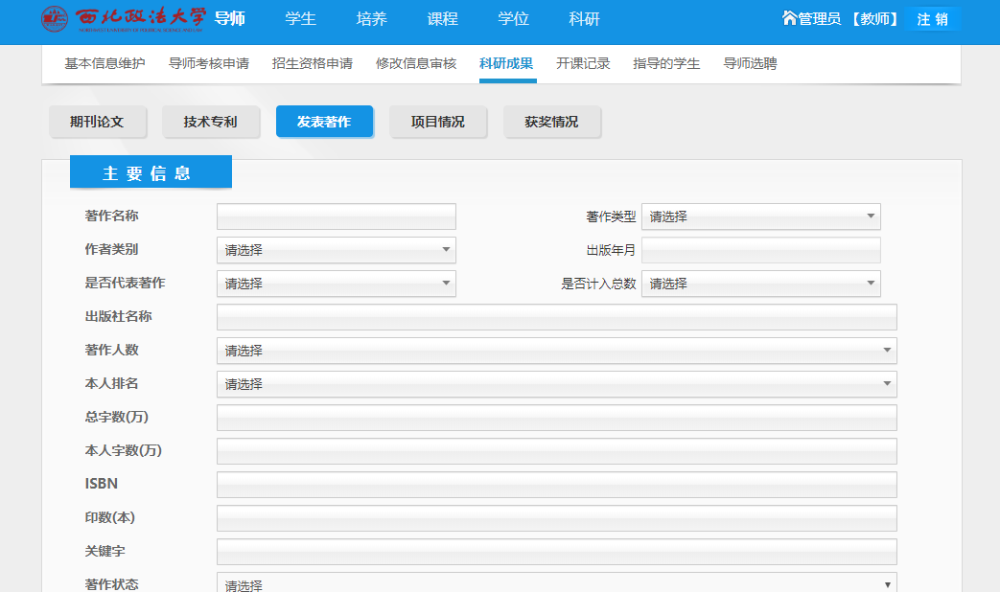 西北政法大学 导师 学生 培养 课程 学位 科研 管理员 【教师】 注 销
NORTHWEST UNIVERSITY OF POLITICAL SCIENCE AND LAW
基本信息维护 导师考核申请 招生资格申请 修改信息审核 科研成果 开课记录 指导的学生 导师选聘
期刊论文 技术专利 发表著作 项目情况 获奖情况
主 要 信 息
著作名称 著作类型 请选择
作者类别 请选择 出版年月
是否代表著作 请选择 是否计入总数 请选择
出版社名称
著作人数 请选择
本人排名 请选择
总字数(万)
本人字数(万)
ISBN
印数(本)
关键字
著作状态 请选择